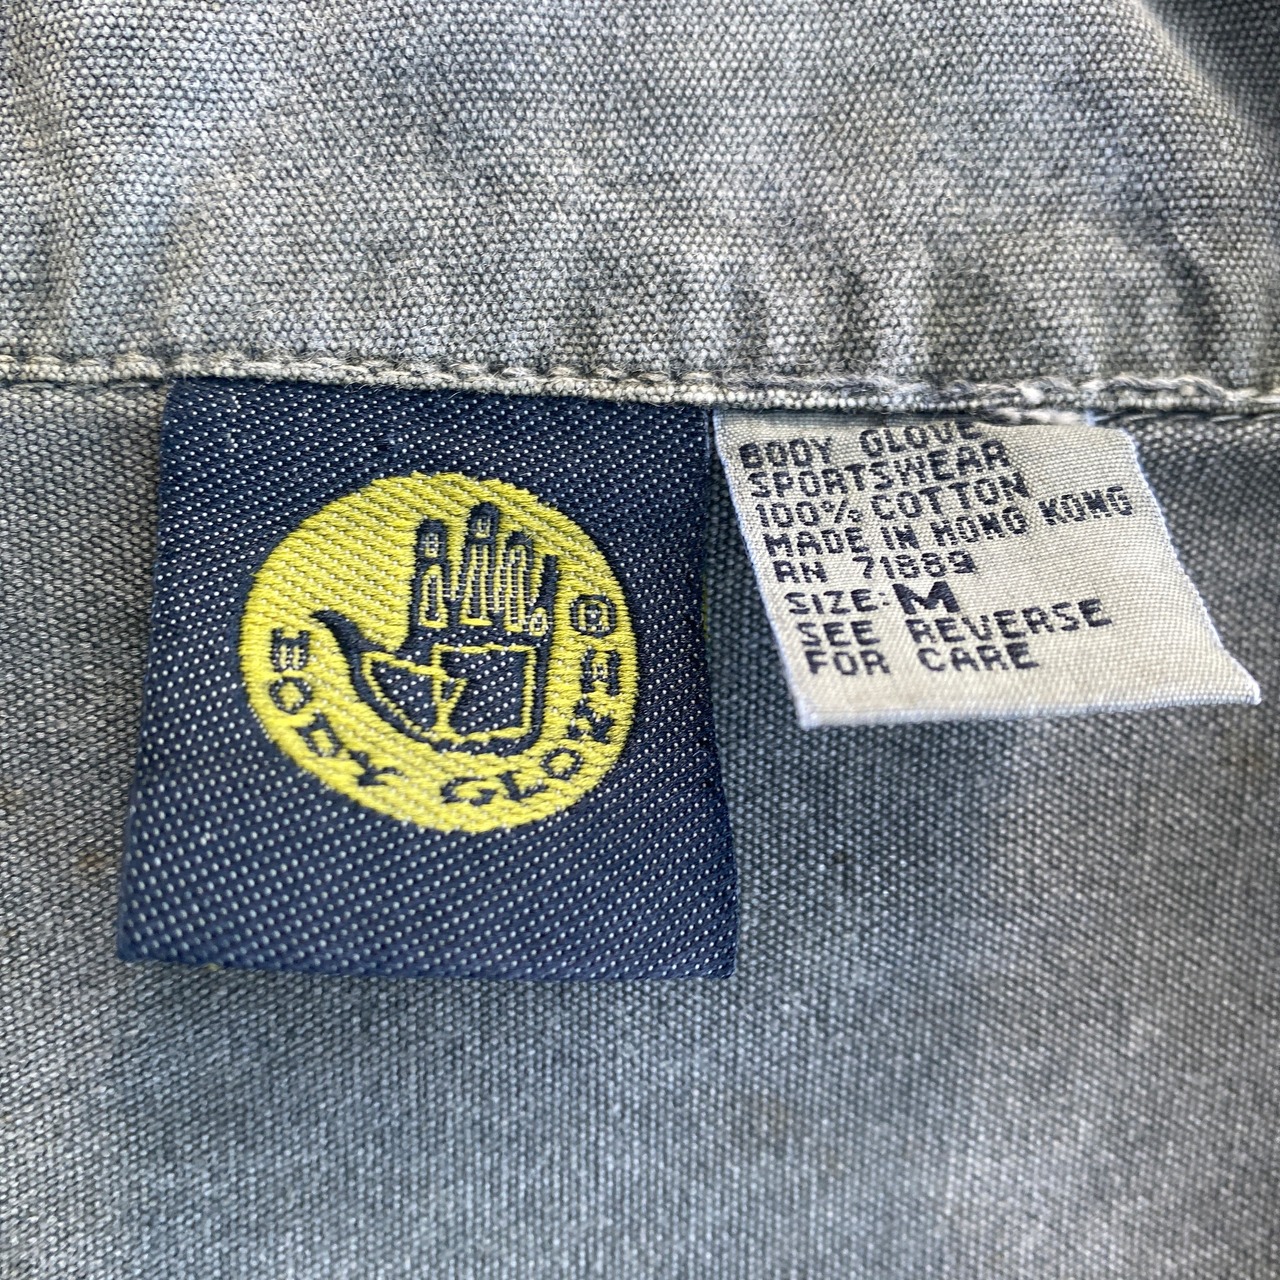 BODY GLOVE
®
BODY GLOVE
SPORTSWEAR
100% COTTON
MADE IN HONG KONG
RN 71889
SIZE: M
SEE REVERSE
FOR CARE